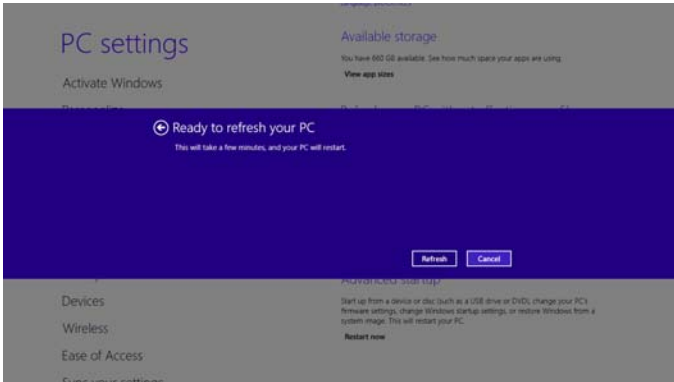 PC settings
Activate Windows
Available storage
You have 660 GB available. See how much space your apps are using.
View app sizes
Ready to refresh your PC
This will take a few minutes, and your PC will restart.
Refresh
Cancel
Devices
Wireless
Ease of Access
Advanced startup
Start up from a device or disc (such as a USB drive or DVD), change your PC's
firmware settings, change Windows startup settings, or restore Windows from a
system image. This will restart your PC.
Restart now